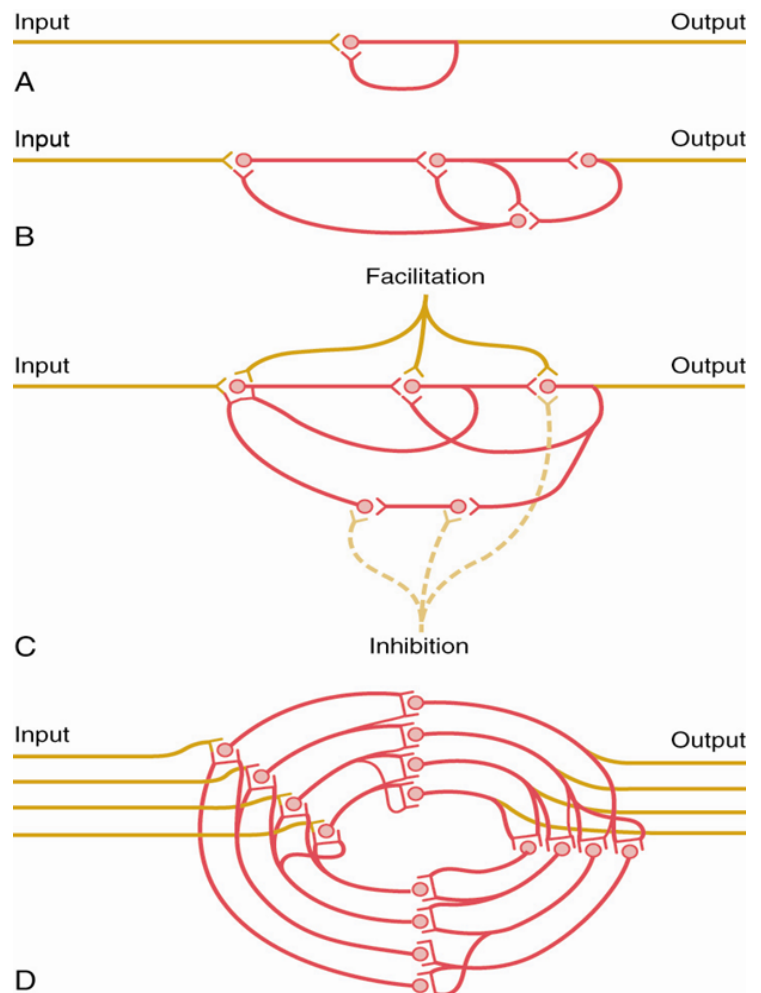 Input Output
A
Input Output
B
Facilitation
Input Output
C
Inhibition
Input
Output
D